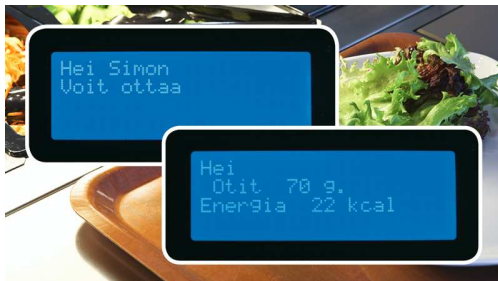 Hei Simon
Voit ottaa
Hei
Otit 70 g.
Energia 22 kcal